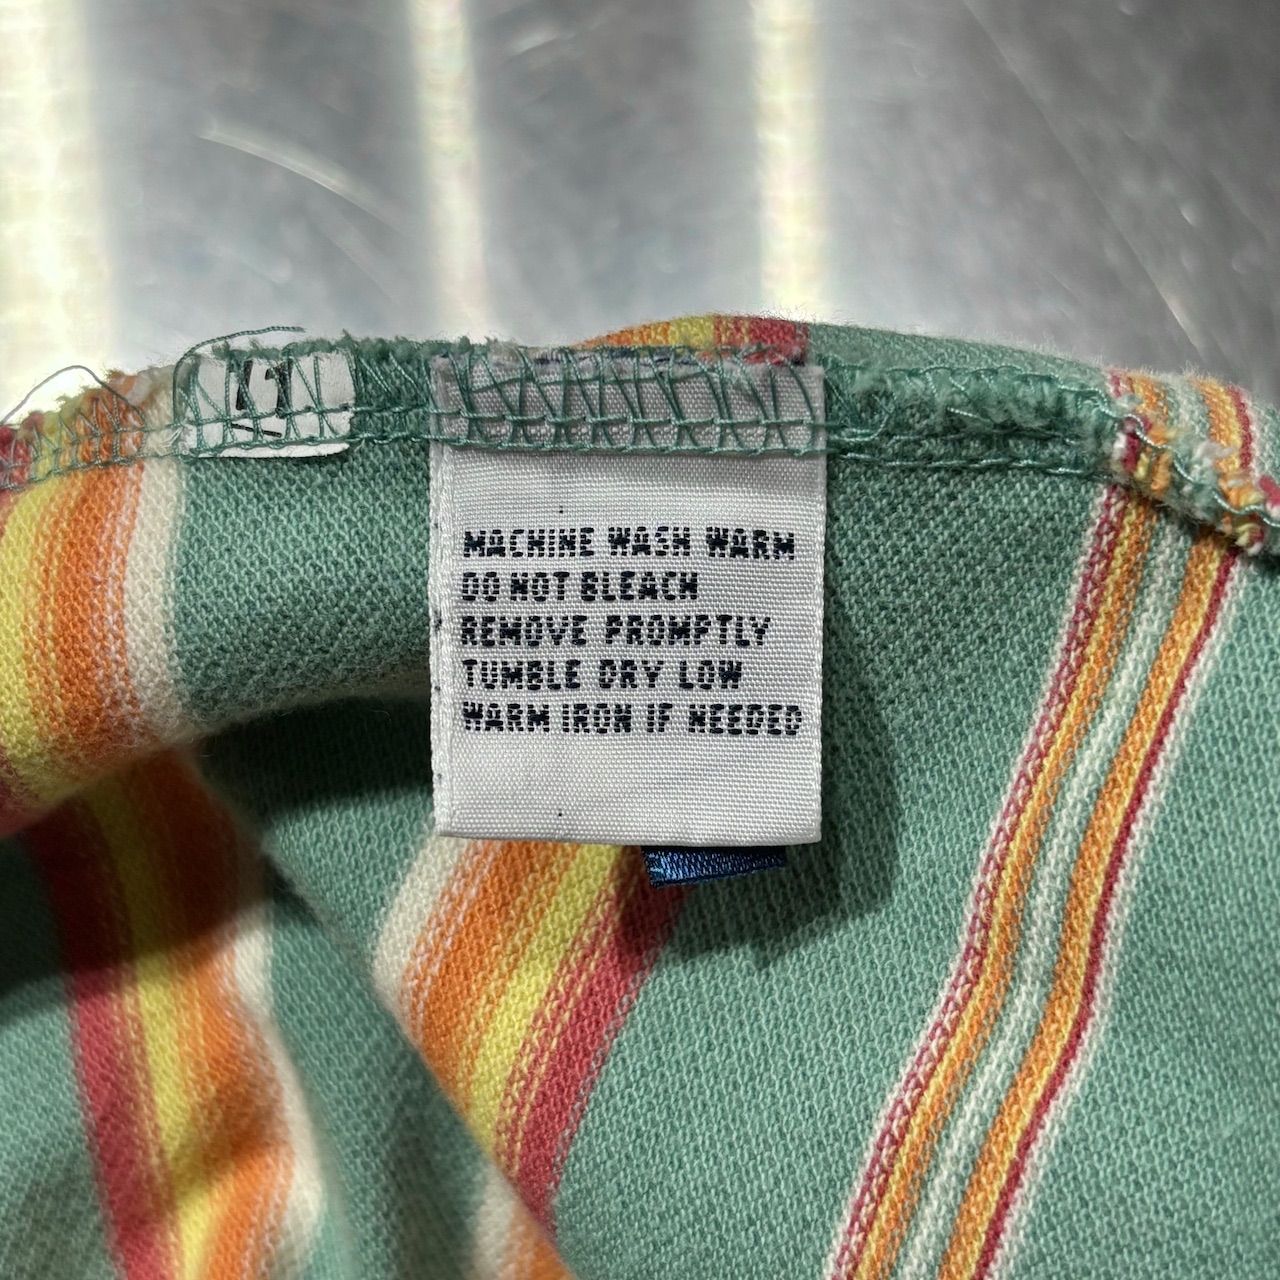 MACHINE WASH WARM
DO NOT BLEACH
REMOVE PROMPTLY
TUMBLE DRY LOW
WARM IRON IF NEEDED